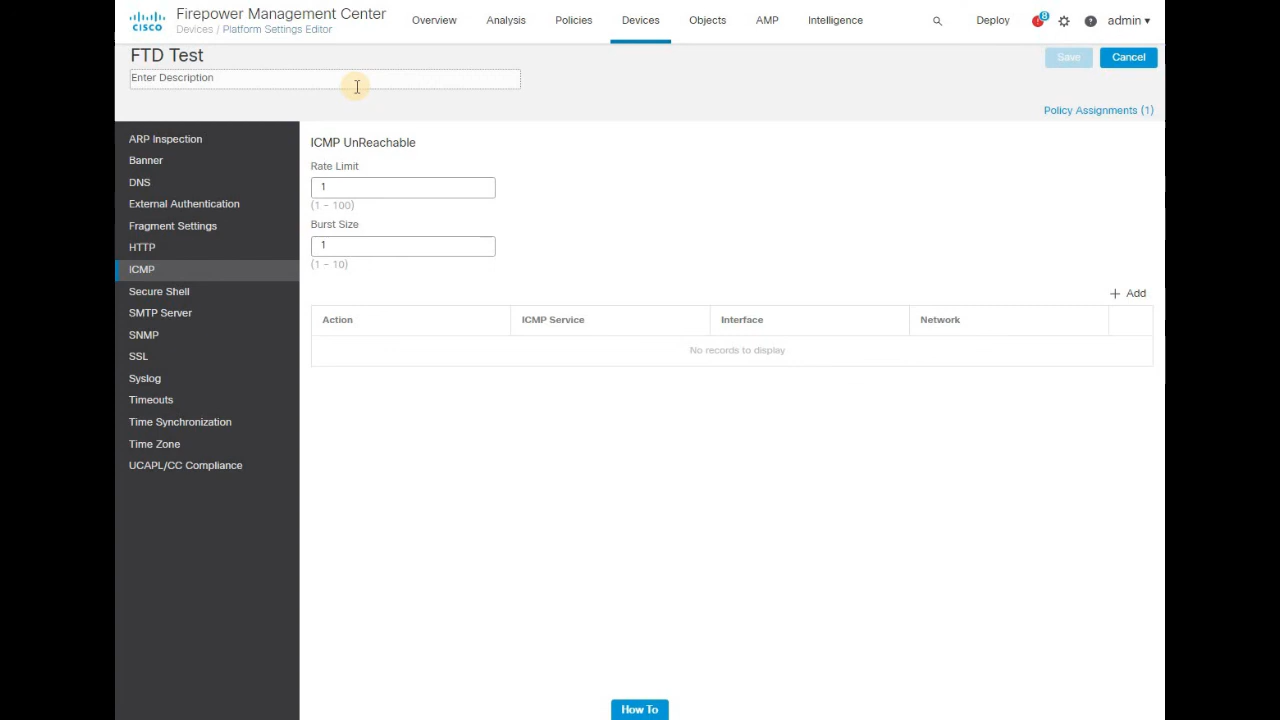 CISCO
Firepower Management Center
Devices / Platform Settings Editor
Overview
Analysis
Policies
Devices
Objects
AMP
Intelligence
Deploy
8
?
admin ▾
FTD Test
Enter Description
Save
Cancel
Policy Assignments (1)
ARP Inspection
Banner
DNS
External Authentication
Fragment Settings
HTTP
ICMP
Secure Shell
SMTP Server
SNMP
SSL
Syslog
Timeouts
Time Synchronization
Time Zone
UCAPL/CC Compliance
ICMP UnReachable
Rate Limit
1
(1 - 100)
Burst Size
1
(1 - 10)
+ Add
Action ICMP Service Interface Network
No records to display
How To